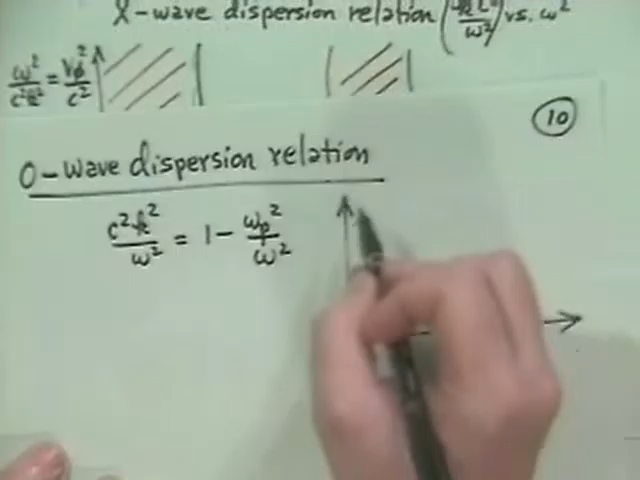 X-wave dispersion relation (c²k²/ω²) vs. ω²
ω²/c²k² = Vϕ²/c²
10
O-wave dispersion relation
c²k²/ω² = 1 - ωp²/ω²